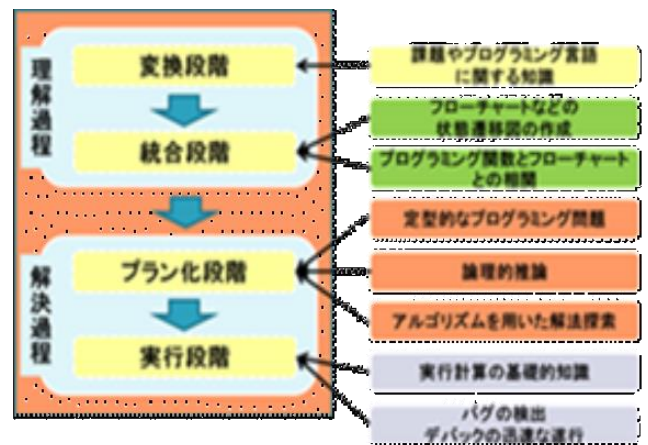 理解過程
変換段階
統合段階
解決過程
プラン化段階
実行段階
課題やプログラミング言語
に関する知識
フローチャートなどの
状態遷移図の作成
プログラミング関数とフローチャート
との相関
定型的なプログラミング問題
論理的推論
アルゴリズムを用いた解法探索
実行計算の基礎的知識
バグの検出
デバックの迅速な遂行